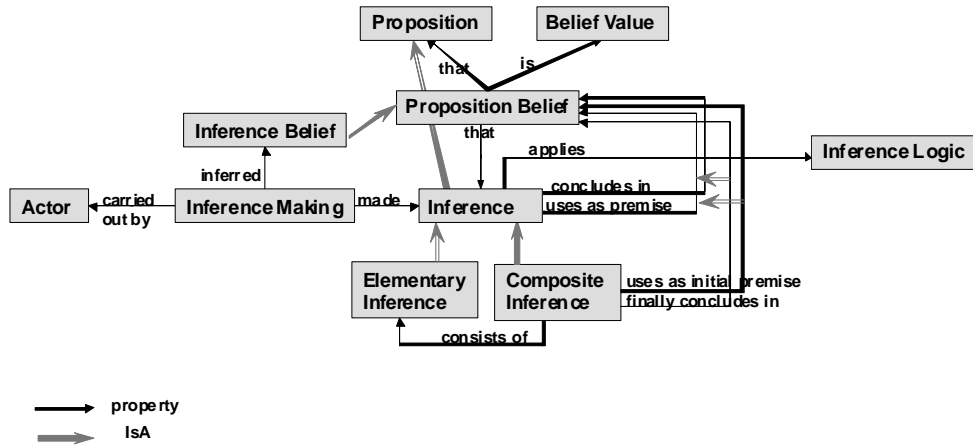 Proposition
Belief Value
that
is
Proposition Belief
Inference Belief
that
applies
Inference Logic
inferred
concludes in
Actor
carried
out by
Inference Making
made
Inference
uses as premise
Elementary
Inference
Composite
Inference
uses as initial premise
finally concludes in
consists of
property
IsA